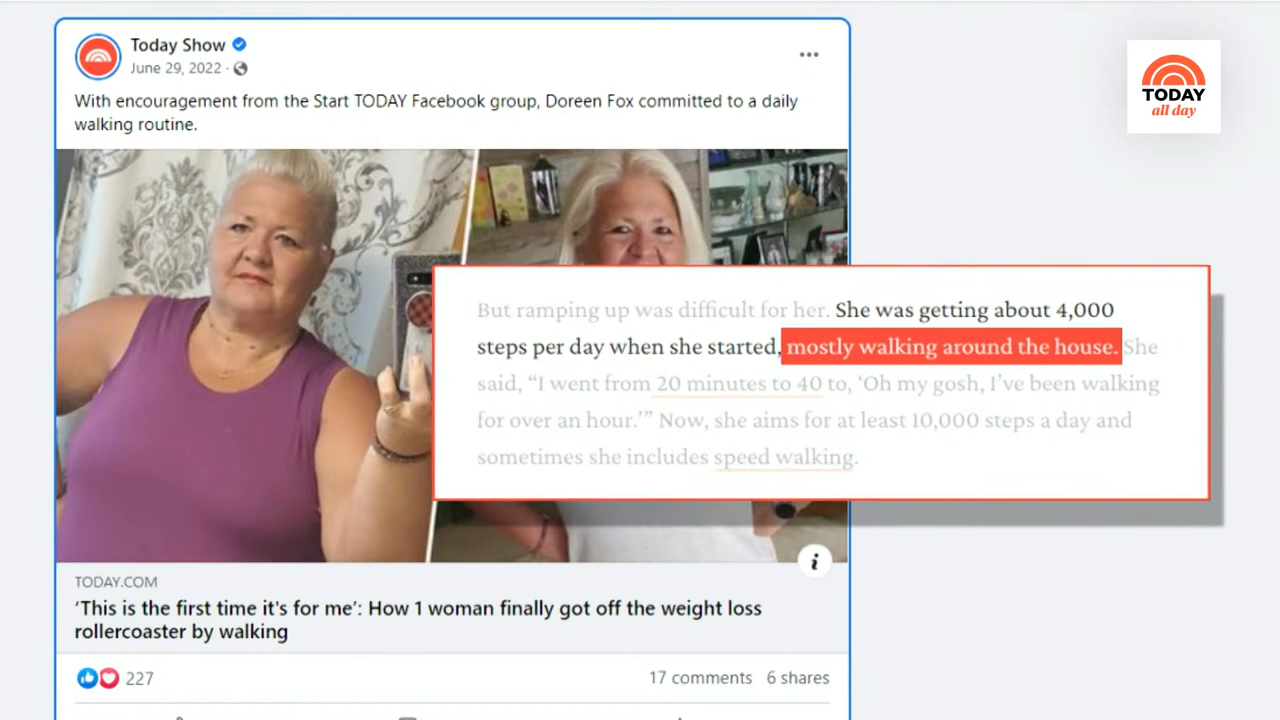 Today Show
June 29, 2022 ·
With encouragement from the Start TODAY Facebook group, Doreen Fox committed to a daily
walking routine.
TODAY
all day
But ramping up was difficult for her. She was getting about 4,000
steps per day when she started, mostly walking around the house. She
said, “I went from 20 minutes to 40 to, ‘Oh my gosh, I’ve been walking
for over an hour.’” Now, she aims for at least 10,000 steps a day and
sometimes she includes speed walking.
i
TODAY.COM
‘This is the first time it's for me’: How 1 woman finally got off the weight loss
rollercoaster by walking
227
17 comments 6 shares